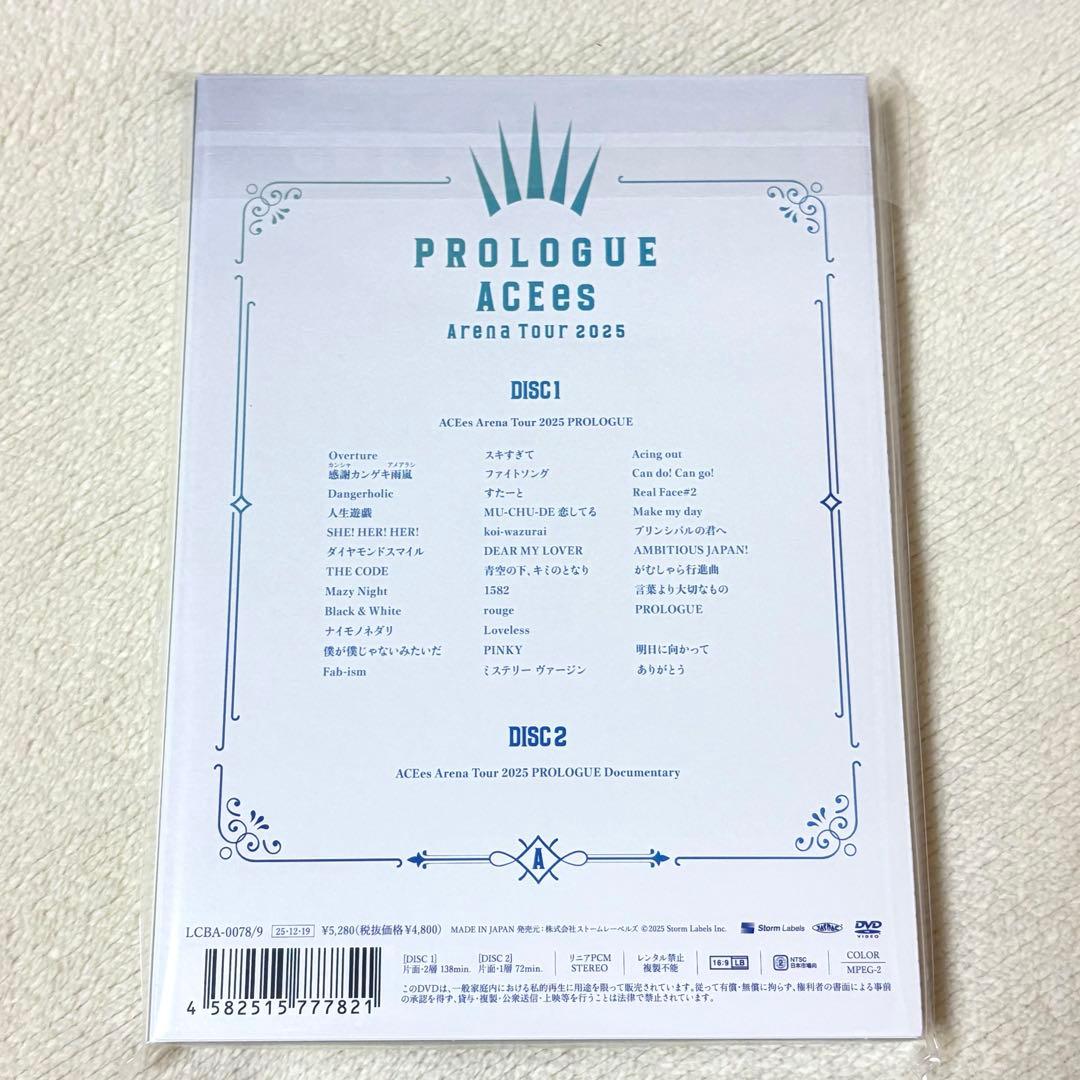 PROLOGUE
ACEes
Arena Tour 2025
DISC 1
ACEes Arena Tour 2025 PROLOGUE
Overture
カンシャ アメアラシ
感謝カンゲキ雨嵐
Dangerholic
人生遊戯
SHE! HER! HER!
ダイヤモンドスマイル
THE CODE
Mazy Night
Black & White
ナイモノネダリ
僕が僕じゃないみたいだ
Fab-ism
スキすぎて
ファイトソング
すたーと
MU-CHU-DE 恋してる
koi-wazurai
DEAR MY LOVER
青空の下、キミのとなり
1582
rouge
Loveless
PINKY
ミステリー ヴァージン
Acing out
Can do! Can go!
Real Face#2
Make my day
プリンシパルの君へ
AMBITIOUS JAPAN!
がむしゃら行進曲
言葉より大切なもの
PROLOGUE
明日に向かって
ありがとう
DISC 2
ACEes Arena Tour 2025 PROLOGUE Documentary
A
LCBA-0078/9 25･12･19 ¥5,280(税抜価格¥4,800) MADE IN JAPAN 発売元:株式会社ストームレーベルズ ©2025 Storm Labels Inc. Storm Labels JASRAC DVD VIDEO
[DISC 1] 片面・2層 138min.
[DISC 2] 片面・1層 72min.
リニアPCM STEREO
レンタル禁止 複製不能
16:9 LB
2 NTSC 日本市場向
COLOR MPEG-2
このDVDは、一般家庭内における私的再生に用途を限って販売されています。従って有償・無償に拘らず、権利者の書面による事前
の承認を得ず、貸与・複製・公衆送信・上映等を行うことは法律で禁止されています。
4 582515 777821